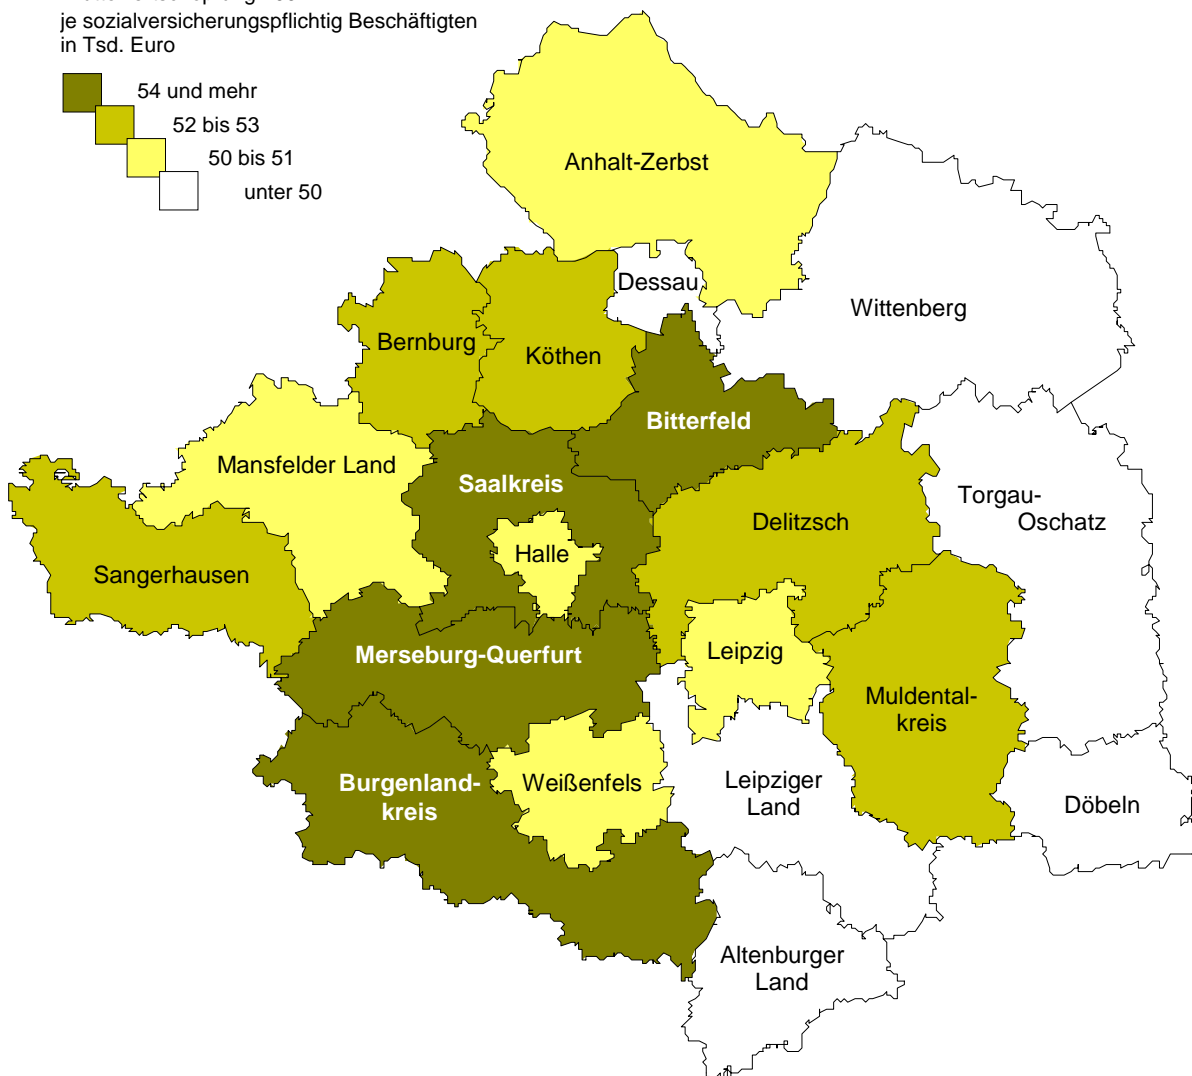 je sozialversicherungspflichtig Beschäftigten
in Tsd. Euro
54 und mehr
52 bis 53
50 bis 51
unter 50
Anhalt-Zerbst
Dessau
Wittenberg
Bernburg
Köthen
Bitterfeld
Mansfelder Land
Saalkreis
Torgau-
Oschatz
Delitzsch
Halle
Sangerhausen
Merseburg-Querfurt
Leipzig
Muldental-
kreis
Burgenland-
kreis
Weißenfels
Leipziger
Land
Döbeln
Altenburger
Land